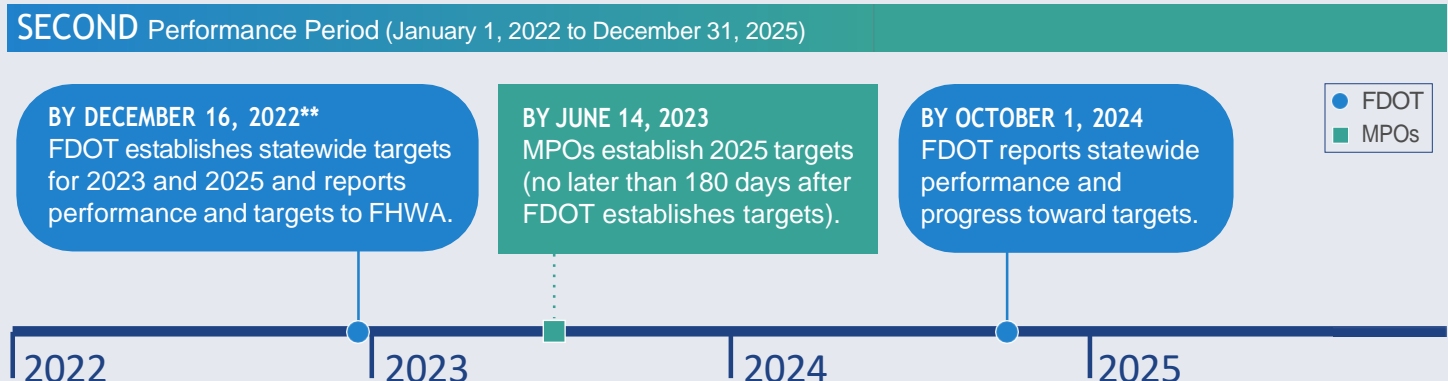 SECOND Performance Period (January 1, 2022 to December 31, 2025)
BY DECEMBER 16, 2022**
FDOT establishes statewide targets
for 2023 and 2025 and reports
performance and targets to FHWA.
BY JUNE 14, 2023
MPOs establish 2025 targets
(no later than 180 days after
FDOT establishes targets).
BY OCTOBER 1, 2024
FDOT reports statewide
performance and
progress toward targets.
FDOT
MPOs
2022
2023
2024
2025